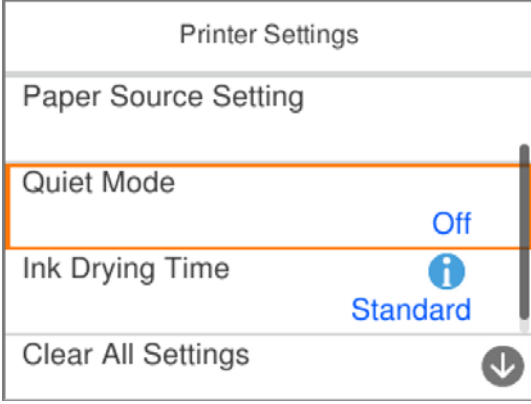 Printer Settings
Paper Source Setting
Quiet Mode
Off
Ink Drying Time
Standard
Clear All Settings